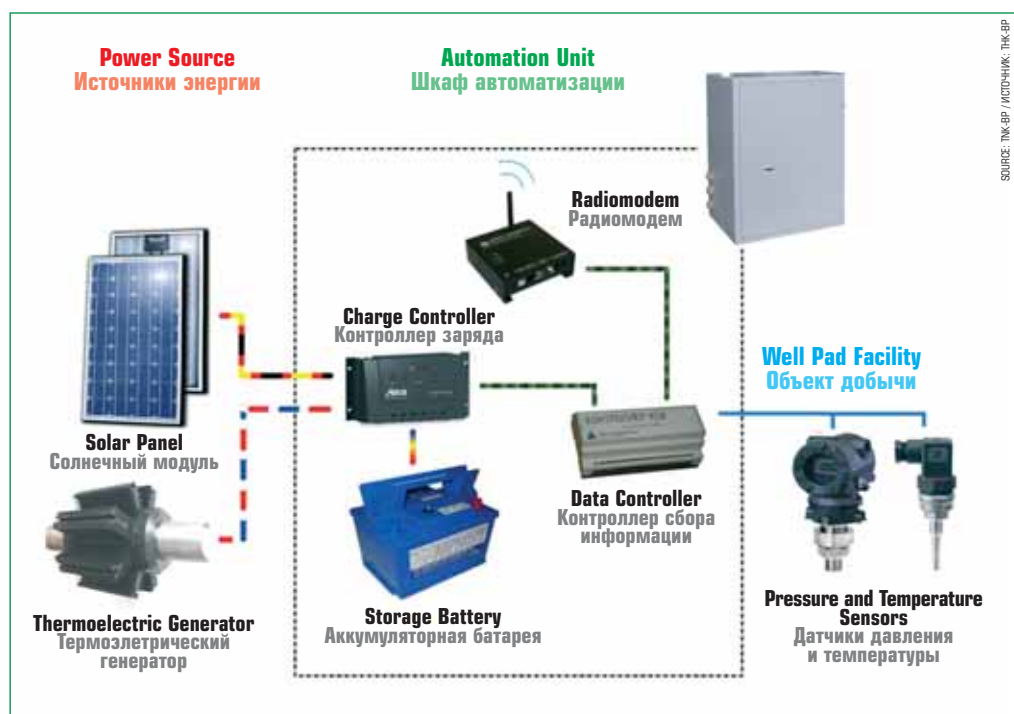 Power Source
Источники энергии
Automation Unit
Шкаф автоматизации
SOURCE: TNK-BP / ИСТОЧНИК: ТНК-ВР
Radiomodem
Радиомодем
Charge Controller
Контроллер заряда
Well Pad Facility
Объект добычи
Solar Panel
Солнечный модуль
Data Controller
Контроллер сбора
информации
Storage Battery
Аккумуляторная батарея
Thermoelectric Generator
Термоэлетрический
генератор
Pressure and Temperature
Sensors
Датчики давления
и температуры